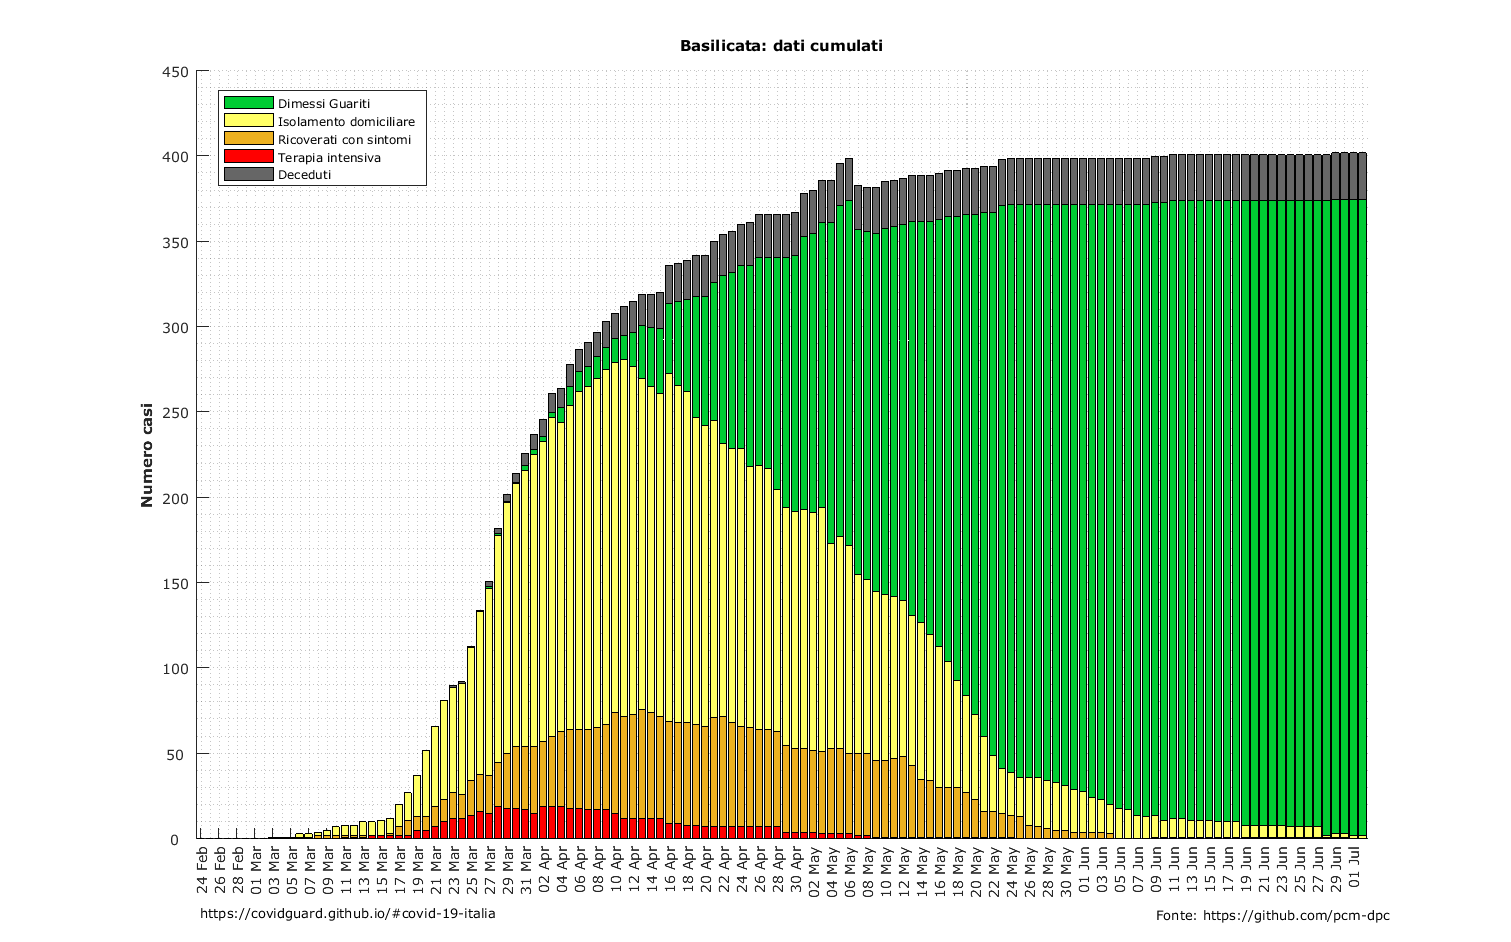 Basilicata: dati cumulati
450
400
350
300
250
200
150
100
50
0
Numero casi
Dimessi Guariti
Isolamento domiciliare
Ricoverati con sintomi
Terapia intensiva
Deceduti
24 Feb
26 Feb
28 Feb
01 Mar
03 Mar
05 Mar
07 Mar
09 Mar
11 Mar
13 Mar
15 Mar
17 Mar
19 Mar
21 Mar
23 Mar
25 Mar
27 Mar
29 Mar
31 Mar
02 Apr
04 Apr
06 Apr
08 Apr
10 Apr
12 Apr
14 Apr
16 Apr
18 Apr
20 Apr
22 Apr
24 Apr
26 Apr
28 Apr
30 Apr
02 May
04 May
06 May
08 May
10 May
12 May
14 May
16 May
18 May
20 May
22 May
24 May
26 May
28 May
30 May
01 Jun
03 Jun
05 Jun
07 Jun
09 Jun
11 Jun
13 Jun
15 Jun
17 Jun
19 Jun
21 Jun
23 Jun
25 Jun
27 Jun
29 Jun
01 Jul
https://covidguard.github.io/#covid-19-italia
Fonte: https://github.com/pcm-dpc